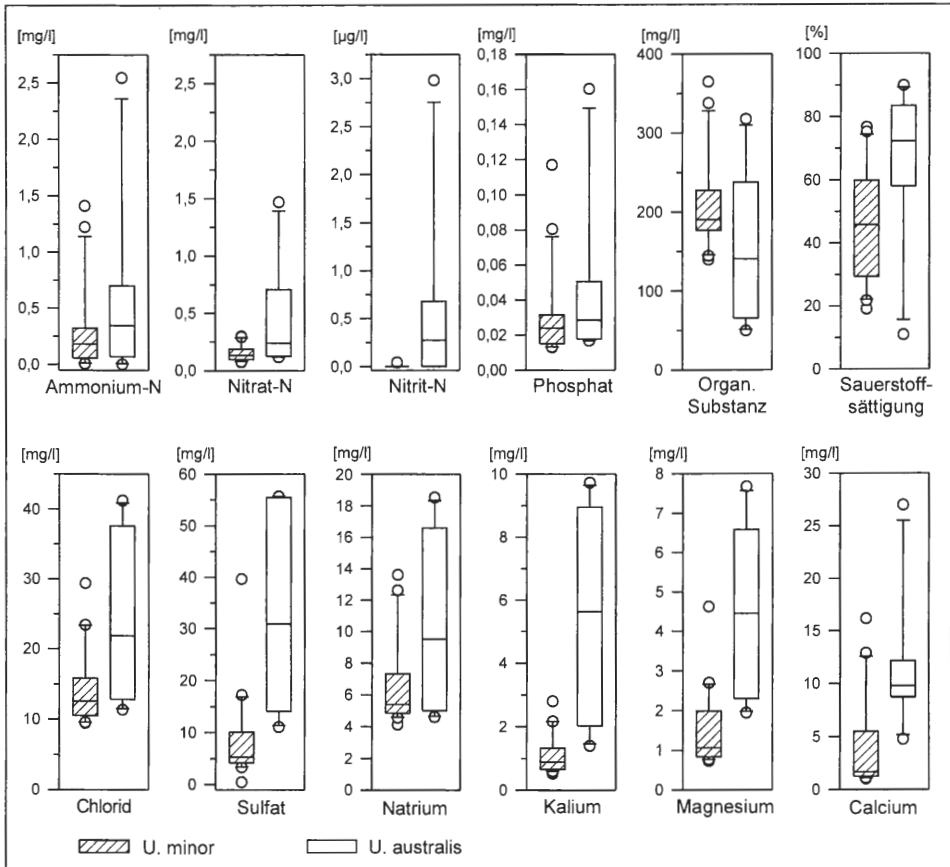 [mg/l] [mg/l] [µg/l] [mg/l] [mg/l] [%]
2,5 2,0 1,5 1,0 0,5 0,0
2,5 2,0 1,5 1,0 0,5 0,0
3,0 2,5 2,0 1,5 1,0 0,5 0,0
0,18 0,16 0,14 0,12 0,10 0,08 0,06 0,04 0,02 0,00
400 300 200 100 0
100 80 60 40 20 0
Ammonium-N Nitrat-N Nitrit-N Phosphat Organ. Sauerstoff-
Substanz sättigung
[mg/l] [mg/l] [mg/l] [mg/l] [mg/l] [mg/l]
40 30 20 10 0
60 50 40 30 20 10 0
20 18 16 14 12 10 8 6 4 2 0
10 8 6 4 2 0
8 7 6 5 4 3 2 1 0
30 25 20 15 10 5 0
Chlorid Sulfat Natrium Kalium Magnesium Calcium
U. minor U. australis